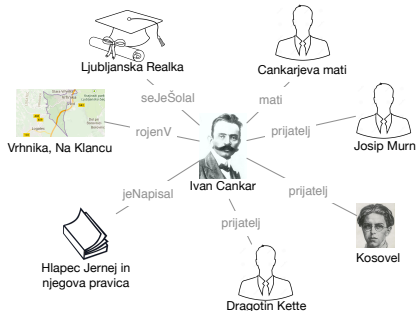 Ljubljanska Realka
Cankarjeva mati
seJeŠolal
mati
rojenV
prijatelj
Vrhnika, Na Klancu
Josip Murn
Ivan Cankar
jeNapisal
prijatelj
prijatelj
Kosovel
Hlapec Jernej in
njegova pravica
Dragotin Kette